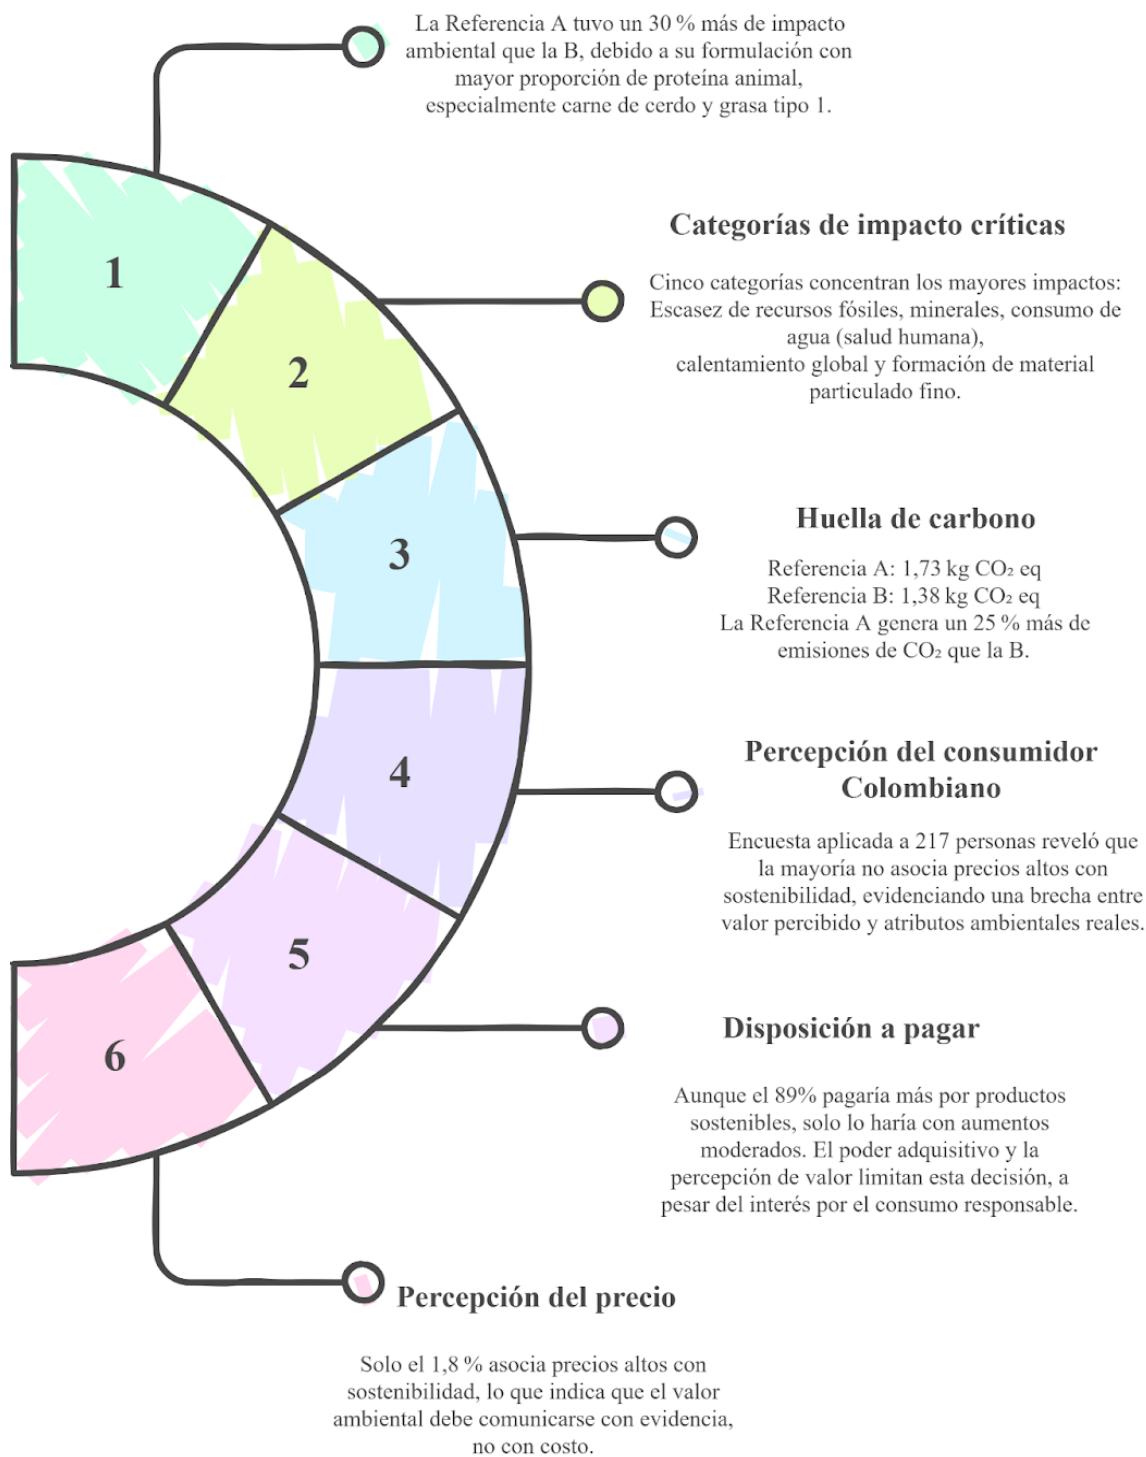 La Referencia A tuvo un 30 % más de impacto
ambiental que la B, debido a su formulación con
mayor proporción de proteína animal,
especialmente carne de cerdo y grasa tipo 1.
1
Categorías de impacto críticas
Cinco categorías concentran los mayores impactos:
Escasez de recursos fósiles, minerales, consumo de
agua (salud humana),
calentamiento global y formación de material
particulado fino.
2
Huella de carbono
Referencia A: 1,73 kg CO₂ eq
Referencia B: 1,38 kg CO₂ eq
La Referencia A genera un 25 % más de
emisiones de CO₂ que la B.
3
Percepción del consumidor
Colombiano
Encuesta aplicada a 217 personas reveló que
la mayoría no asocia precios altos con
sostenibilidad, evidenciando una brecha entre
valor percibido y atributos ambientales reales.
4
Disposición a pagar
Aunque el 89% pagaría más por productos
sostenibles, solo lo haría con aumentos
moderados. El poder adquisitivo y la
percepción de valor limitan esta decisión, a
pesar del interés por el consumo responsable.
5
6
Percepción del precio
Solo el 1,8 % asocia precios altos con
sostenibilidad, lo que indica que el valor
ambiental debe comunicarse con evidencia,
no con costo.